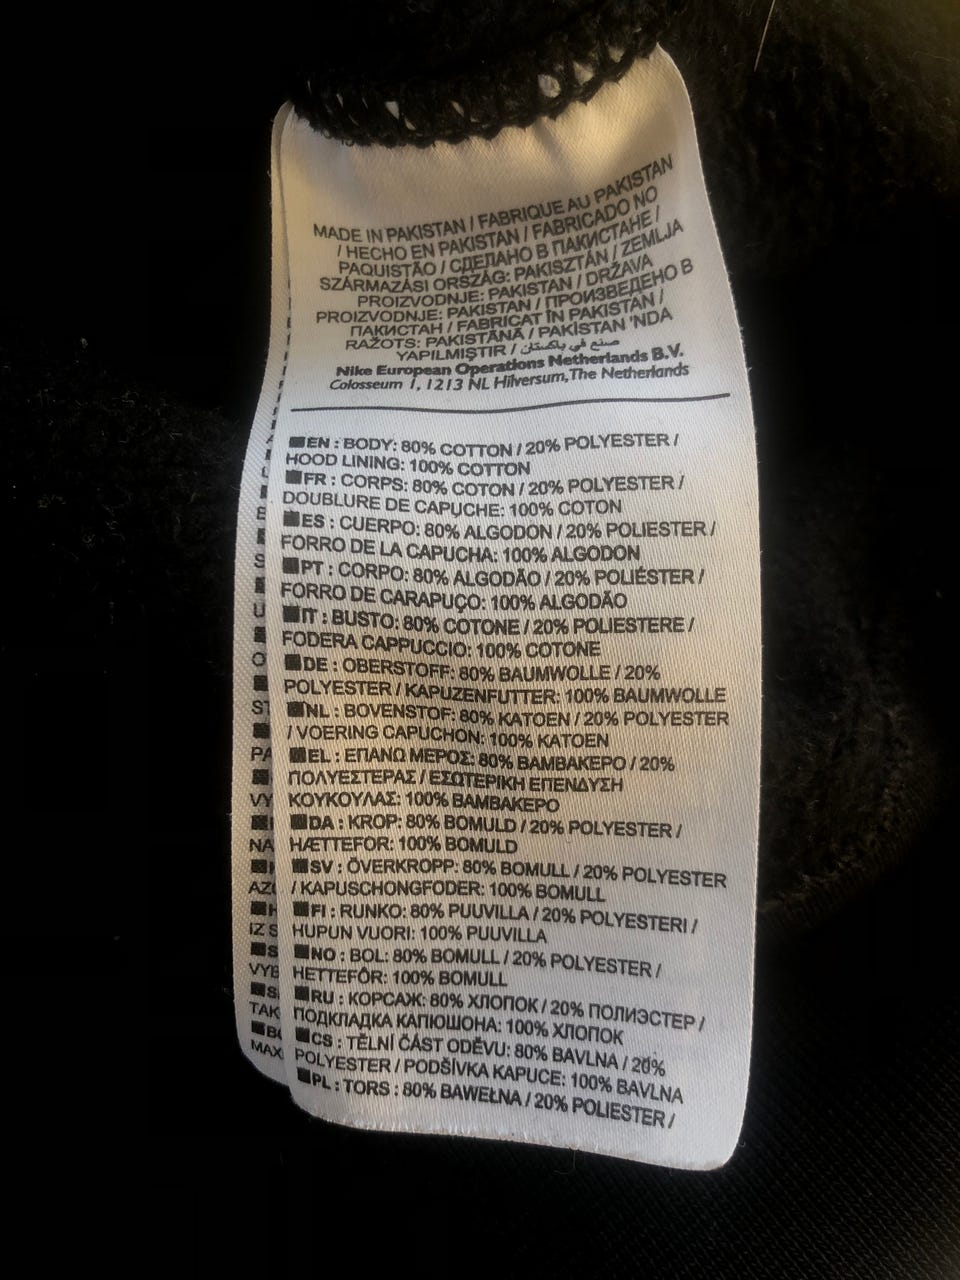 MADE IN PAKISTAN / FABRIQUE AU PAKISTAN
/ HECHO EN PAKISTAN / FABRICADO NO
PAQUISTÃO / СДЕЛАНО В ПАКИСТАНЕ /
SZÁRMAZÁSI ORSZÁG: PAKISZTÁN / ZEMLJA
PROIZVODNJE: PAKISTAN / DRŽAVA
PROIZVODNJE: PAKISTAN / ПРОИЗВЕДЕНО В
ПАКИСТАН / FABRICAT ÎN PAKISTAN /
RAŽOTS: PAKISTĀNĀ / PAKİSTAN 'NDA
YAPILMIŞTIR / صنع في باكستان
Nike European Operations Netherlands B.V.
Colosseum 1, 1213 NL Hilversum, The Netherlands
EN : BODY: 80% COTTON / 20% POLYESTER /
HOOD LINING: 100% COTTON
FR : CORPS: 80% COTON / 20% POLYESTER /
DOUBLURE DE CAPUCHE: 100% COTON
ES : CUERPO: 80% ALGODON / 20% POLIESTER /
FORRO DE LA CAPUCHA: 100% ALGODON
PT : CORPO: 80% ALGODÃO / 20% POLIÉSTER /
FORRO DE CARAPUÇO: 100% ALGODÃO
IT : BUSTO: 80% COTONE / 20% POLIESTERE /
FODERA CAPPUCCIO: 100% COTONE
DE : OBERSTOFF: 80% BAUMWOLLE / 20%
POLYESTER / KAPUZENFUTTER: 100% BAUMWOLLE
NL : BOVENSTOF: 80% KATOEN / 20% POLYESTER
/ VOERING CAPUCHON: 100% KATOEN
EL : ΕΠΑΝΩ ΜΕΡΟΣ: 80% ΒΑΜΒΑΚΕΡΟ / 20%
ΠΟΛΥΕΣΤΕΡΑΣ / ΕΣΩΤΕΡΙΚΗ ΕΠΕΝΔΥΣΗ
ΚΟΥΚΟΥΛΑΣ: 100% ΒΑΜΒΑΚΕΡΟ
DA : KROP: 80% BOMULD / 20% POLYESTER /
HÆTTEFOR: 100% BOMULD
SV : ÖVERKROPP: 80% BOMULL / 20% POLYESTER
/ KAPUSCHONGFODER: 100% BOMULL
FI : RUNKO: 80% PUUVILLA / 20% POLYESTERI /
HUPUN VUORI: 100% PUUVILLA
NO : BOL: 80% BOMULL / 20% POLYESTER /
HETTEFÔR: 100% BOMULL
RU : КОРСАЖ: 80% ХЛОПОК / 20% ПОЛИЭСТЕР /
ПОДКЛАДКА КАПЮШОНА: 100% ХЛОПОК
CS : TĚLNÍ ČÁST ODĚVU: 80% BAVLNA / 20%
POLYESTER / PODŠÍVKA KAPUCE: 100% BAVLNA
PL : TORS : 80% BAWEŁNA / 20% POLIESTER /